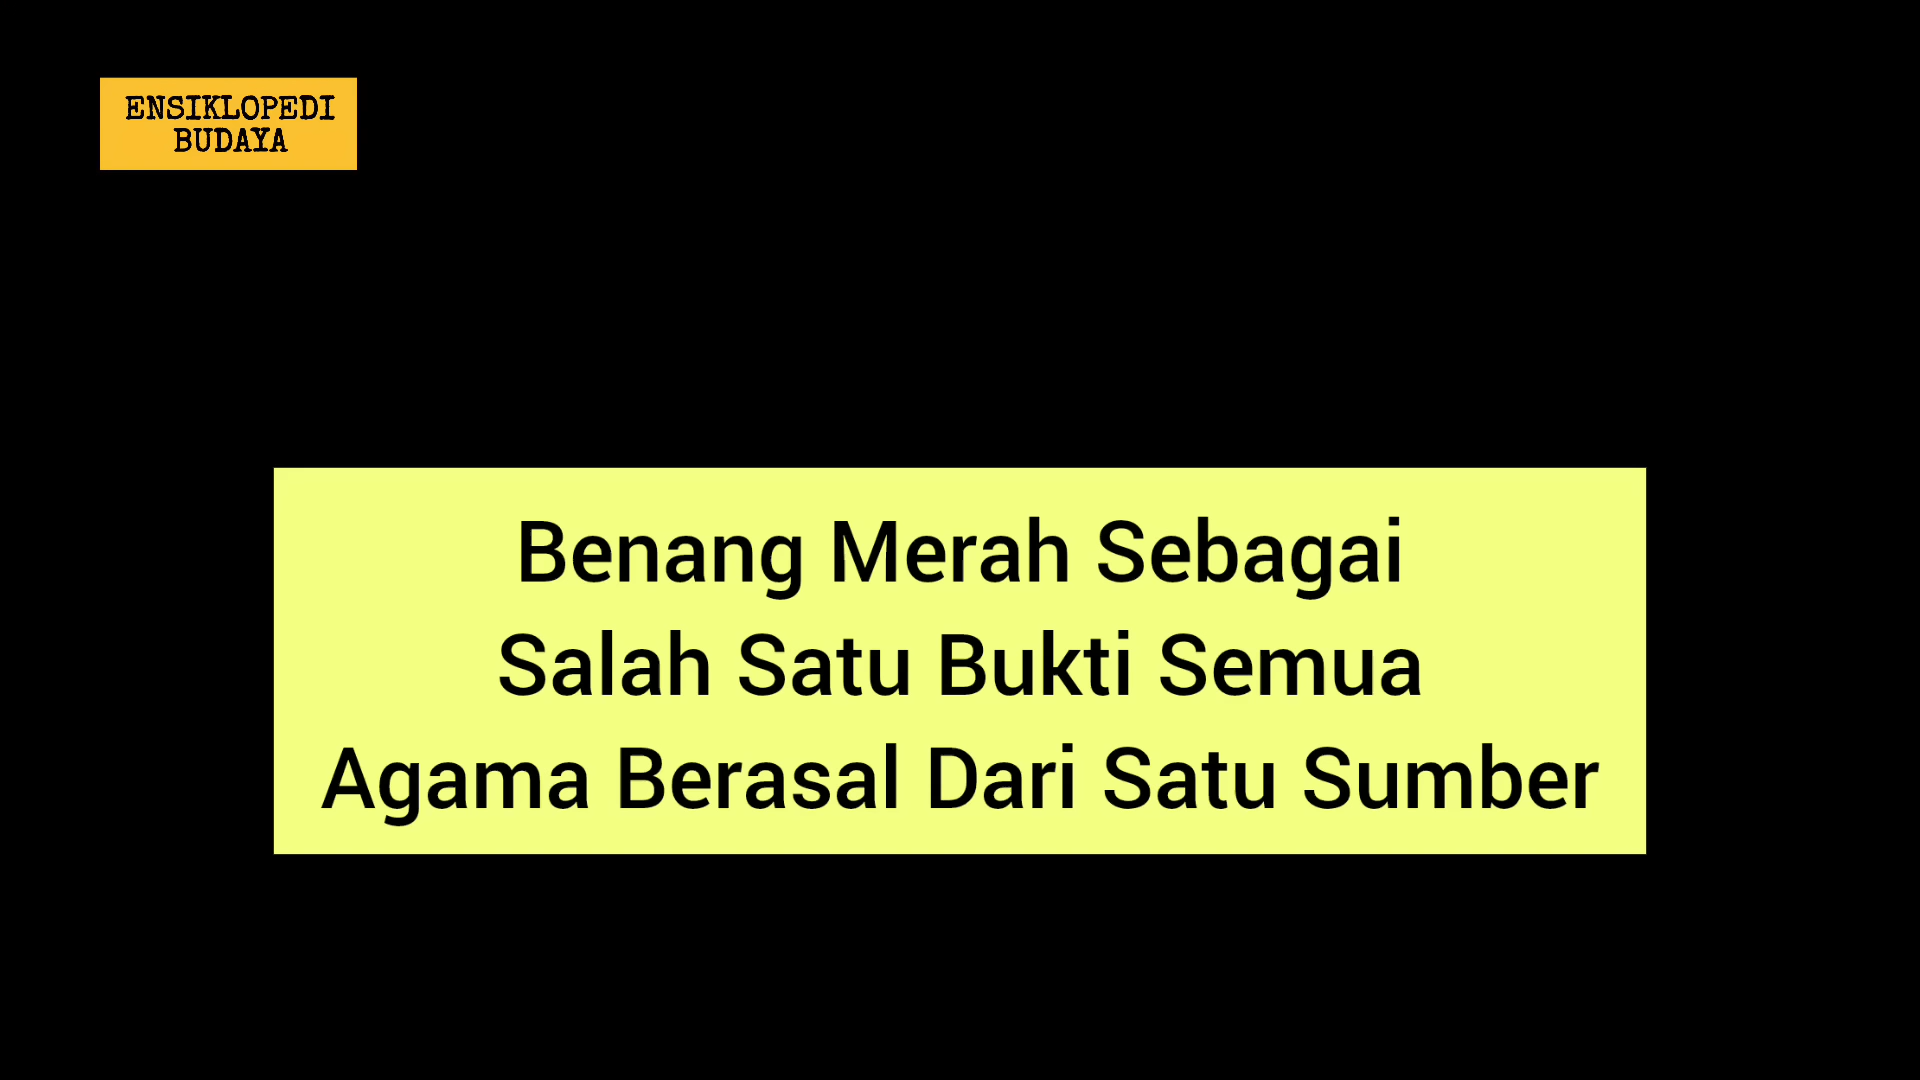 ENSIKLOPEDI
BUDAYA
Benang Merah Sebagai
Salah Satu Bukti Semua
Agama Berasal Dari Satu Sumber